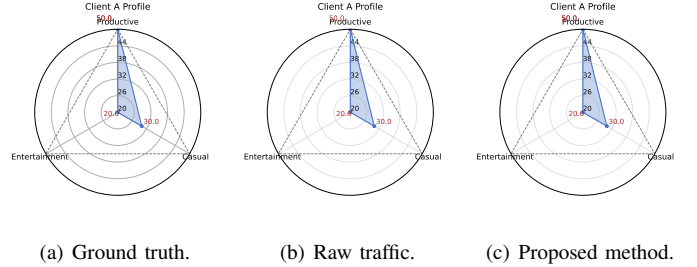 Client A Profile
50.0
Productive
44
38
32
26
20
20.0
30.0
Entertainment
Casual
(a) Ground truth.
Client A Profile
50.0
Productive
44
38
32
26
20
20.0
30.0
Entertainment
Casual
(b) Raw traffic.
Client A Profile
50.0
Productive
44
38
32
26
20
20.0
30.0
Entertainment
Casual
(c) Proposed method.